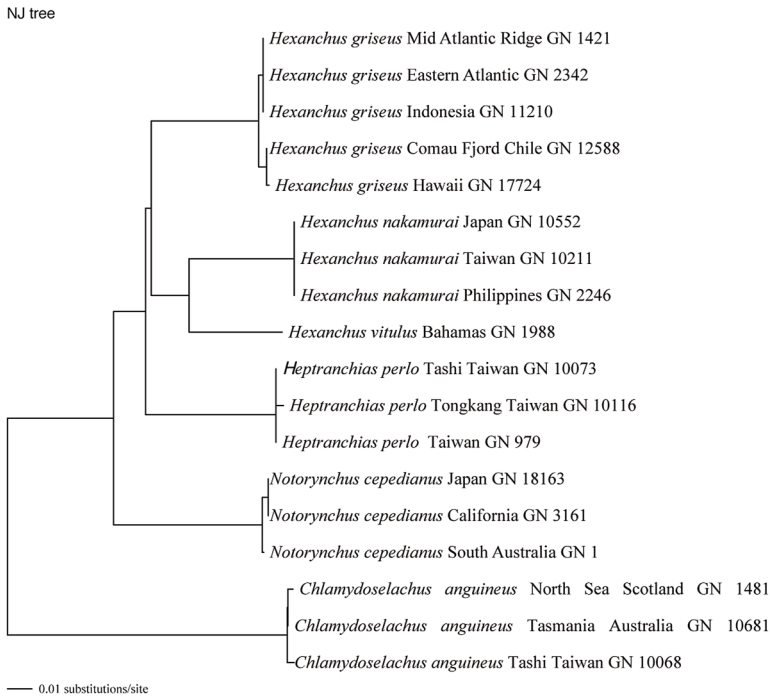 NJ tree
Hexanchus griseus Mid Atlantic Ridge GN 1421
Hexanchus griseus Eastern Atlantic GN 2342
Hexanchus griseus Indonesia GN 11210
Hexanchus griseus Comau Fjord Chile GN 12588
Hexanchus griseus Hawaii GN 17724
Hexanchus nakamurai Japan GN 10552
Hexanchus nakamurai Taiwan GN 10211
Hexanchus nakamurai Philippines GN 2246
Hexanchus vitulus Bahamas GN 1988
Heptranchias perlo Tashi Taiwan GN 10073
Heptranchias perlo Tongkang Taiwan GN 10116
Heptranchias perlo Taiwan GN 979
Notorynchus cepedianus Japan GN 18163
Notorynchus cepedianus California GN 3161
Notorynchus cepedianus South Australia GN 1
Chlamydoselachus anguineus North Sea Scotland GN 1481
Chlamydoselachus anguineus Tasmania Australia GN 10681
Chlamydoselachus anguineus Tashi Taiwan GN 10068
0.01 substitutions/site